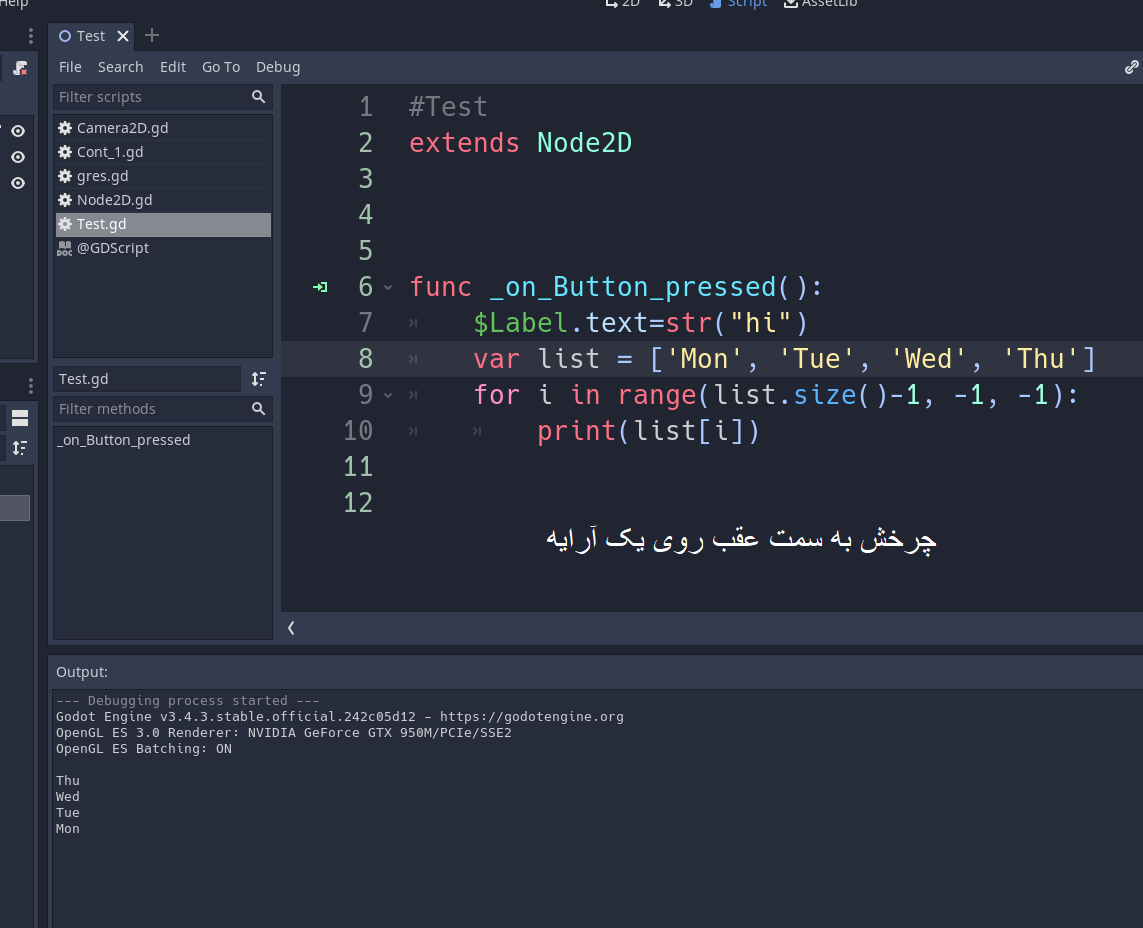 Help
2D 3D Script AssetLib
Test
File Search Edit Go To Debug
Filter scripts
Camera2D.gd
Cont_1.gd
gres.gd
Node2D.gd
Test.gd
@GDScript
Test.gd
Filter methods
_on_Button_pressed
1 #Test
2 extends Node2D
3
4
5
6 func _on_Button_pressed():
7 $Label.text=str("hi")
8 var list = ['Mon', 'Tue', 'Wed', 'Thu']
9 for i in range(list.size()-1, -1, -1):
10 print(list[i])
11
12
چرخش به سمت عقب روی یک آرایه
Output:
--- Debugging process started ---
Godot Engine v3.4.3.stable.official.242c05d12 - https://godotengine.org
OpenGL ES 3.0 Renderer: NVIDIA GeForce GTX 950M/PCIe/SSE2
OpenGL ES Batching: ON
Thu
Wed
Tue
Mon